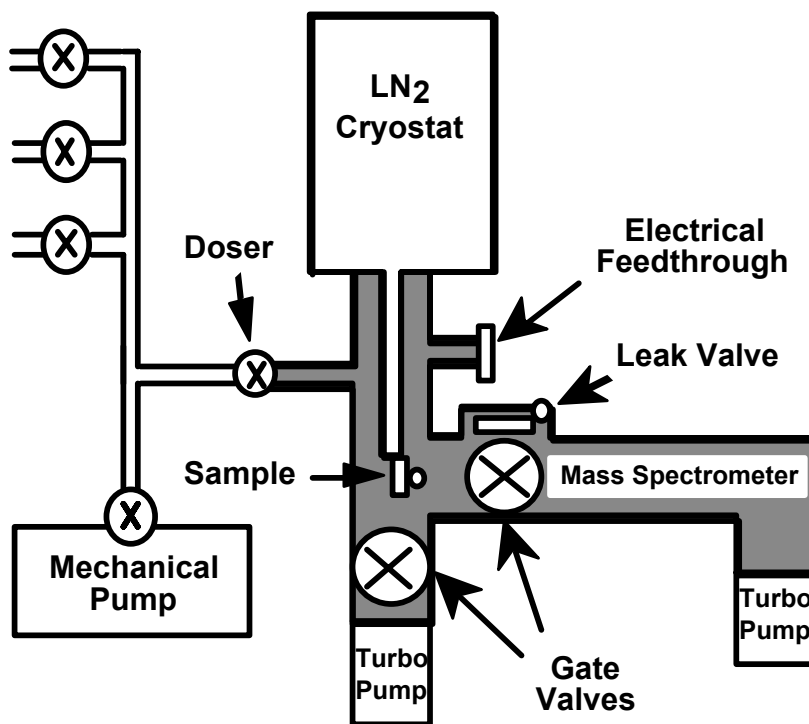 LN2
Cryostat
Doser
Electrical
Feedthrough
Leak Valve
Sample
Mass Spectrometer
Mechanical
Pump
Turbo
Pump
Gate
Valves
Turbo
Pump